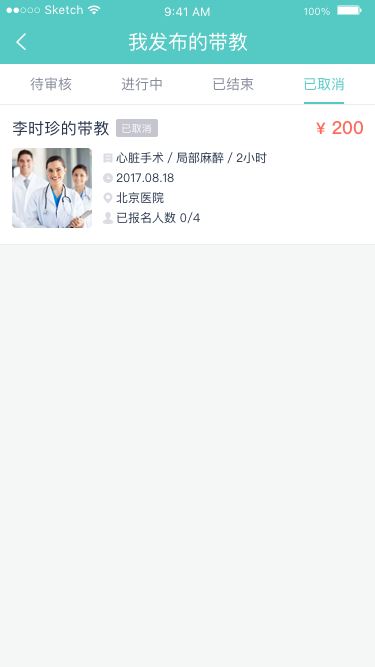 Sketch 9:41 AM 100%
我发布的带教
待审核 进行中 已结束 已取消
李时珍的带教 已取消 ¥ 200
心脏手术 / 局部麻醉 / 2小时
2017.08.18
北京医院
已报名人数 0/4